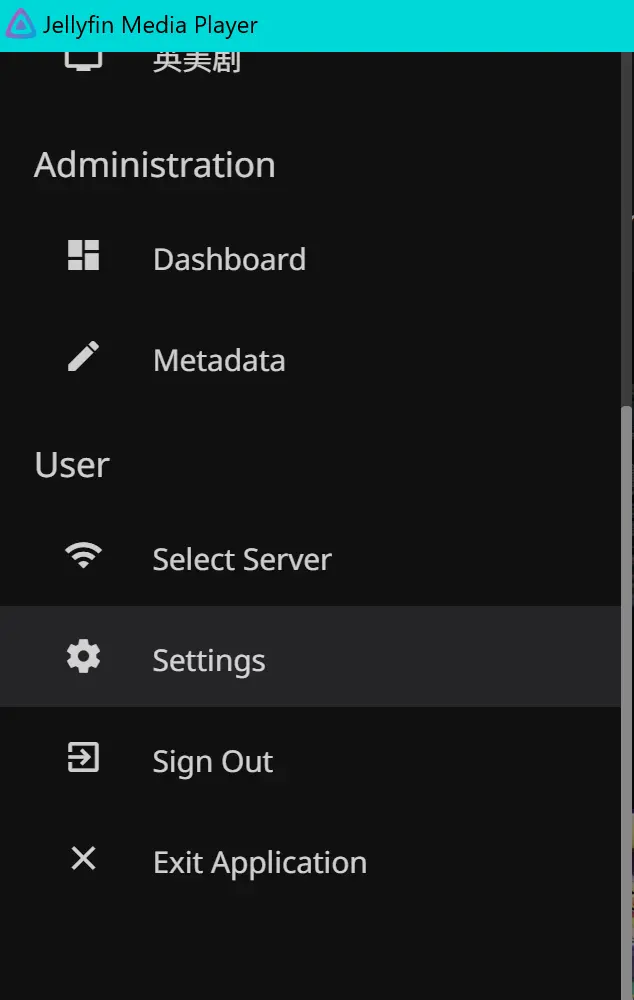 Jellyfin Media Player
英美剧
Administration
Dashboard
Metadata
User
Select Server
Settings
Sign Out
Exit Application